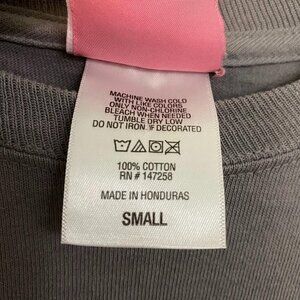 MACHINE WASH COLD
WITH LIKE COLORS
ONLY NON-CHLORINE
BLEACH WHEN NEEDED
TUMBLE DRY LOW
DO NOT IRON IF DECORATED
100% COTTON
RN # 147258
MADE IN HONDURAS
SMALL